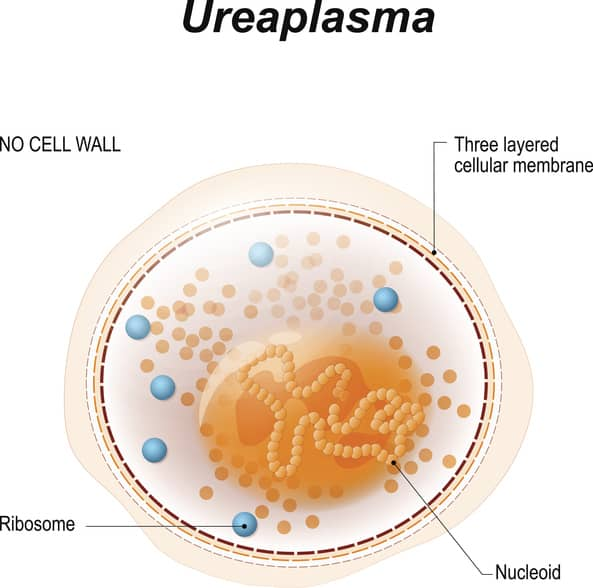 Ureaplasma
NO CELL WALL
Three layered
cellular membrane
Ribosome
Nucleoid